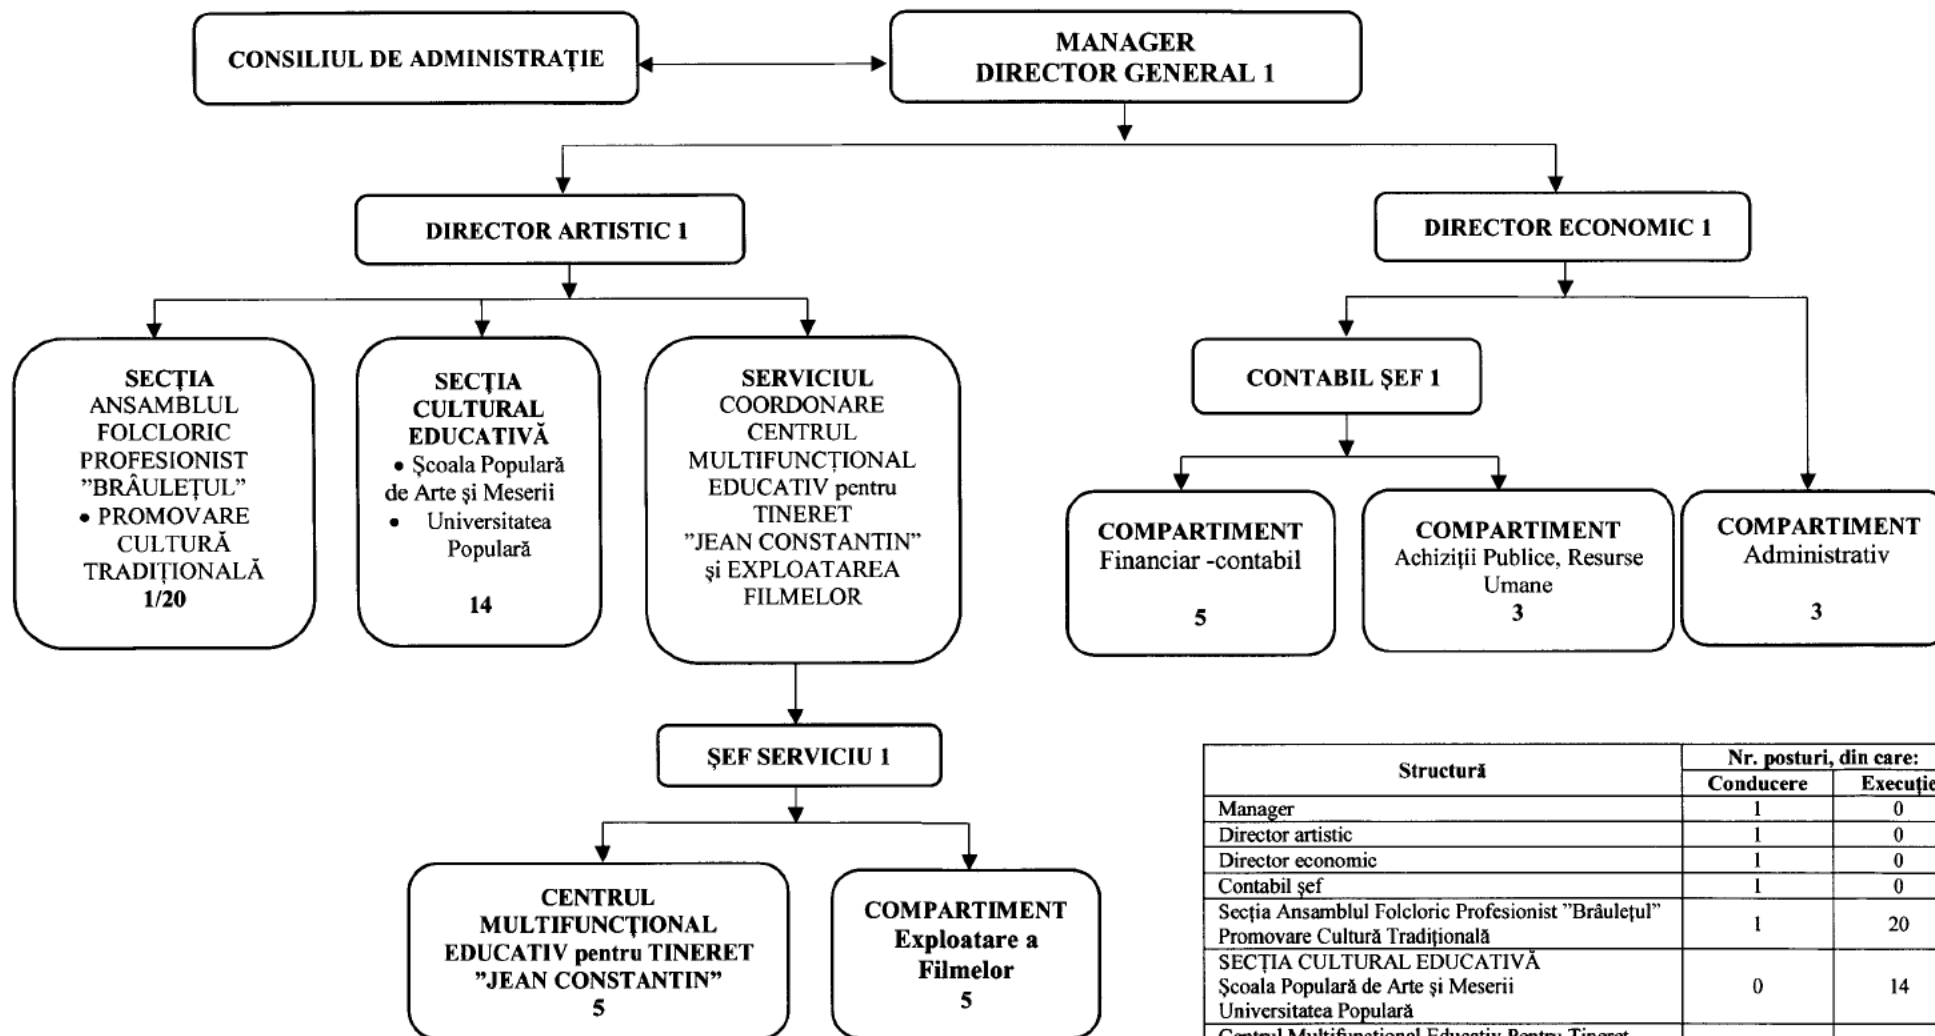 CONSILIUL DE ADMINISTRAȚIE
MANAGER
DIRECTOR GENERAL 1
DIRECTOR ARTISTIC 1
DIRECTOR ECONOMIC 1
SECȚIA
ANSAMBLUL
FOLCLORIC
PROFESIONIST
”BRÂULEȚUL”
• PROMOVARE
CULTURĂ
TRADIȚIONALĂ
1/20
SECȚIA
CULTURAL
EDUCATIVĂ
• Școala Populară
de Arte și Meserii
• Universitatea
Populară
14
SERVICIUL
COORDONARE
CENTRUL
MULTIFUNCȚIONAL
EDUCATIV pentru
TINERET
”JEAN CONSTANTIN”
și EXPLOATAREA
FILMELOR
CONTABIL ȘEF 1
COMPARTIMENT
Financiar -contabil
5
COMPARTIMENT
Achiziții Publice, Resurse
Umane
3
COMPARTIMENT
Administrativ
3
ȘEF SERVICIU 1
CENTRUL
MULTIFUNCȚIONAL
EDUCATIV pentru TINERET
”JEAN CONSTANTIN”
5
COMPARTIMENT
Exploatare a
Filmelor
5
Structură Nr. posturi, din care:
Conducere Execuție
Manager 1 0
Director artistic 1 0
Director economic 1 0
Contabil șef 1 0
Secția Ansamblul Folcloric Profesionist ”Brâulețul”
Promovare Cultură Tradițională 1 20
SECȚIA CULTURAL EDUCATIVĂ
Școala Populară de Arte și Meserii 0 14
Universitatea Populară
Centrul Multifuncțional Educativ Pentru Tineret